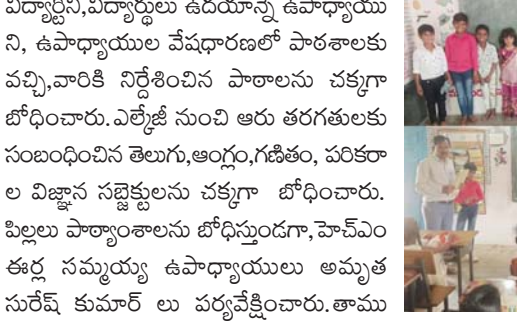 విద్యార్థిని,విద్యార్థులు ఉదయాన్నే ఉపాధ్యాయు
ని, ఉపాధ్యాయుల వేషధారణలో పాఠశాలకు
వచ్చి,వారికి నిర్దేశించిన పాఠాలను చక్కగా
బోధించారు.ఎల్కేజీ నుంచి ఆరు తరగతులకు
సంబంధించిన తెలుగు,ఆంగ్లం,గణితం, పరికరా
ల విజ్ఞాన సబ్జెక్టులను చక్కగా బోధించారు.
పిల్లలు పాఠ్యాంశాలను బోధిస్తుండగా,హెచ్ఎం
ఈర్ల సమ్మయ్య ఉపాధ్యాయులు అమృత
సురేష్ కుమార్ లు పర్యవేక్షించారు.తాము